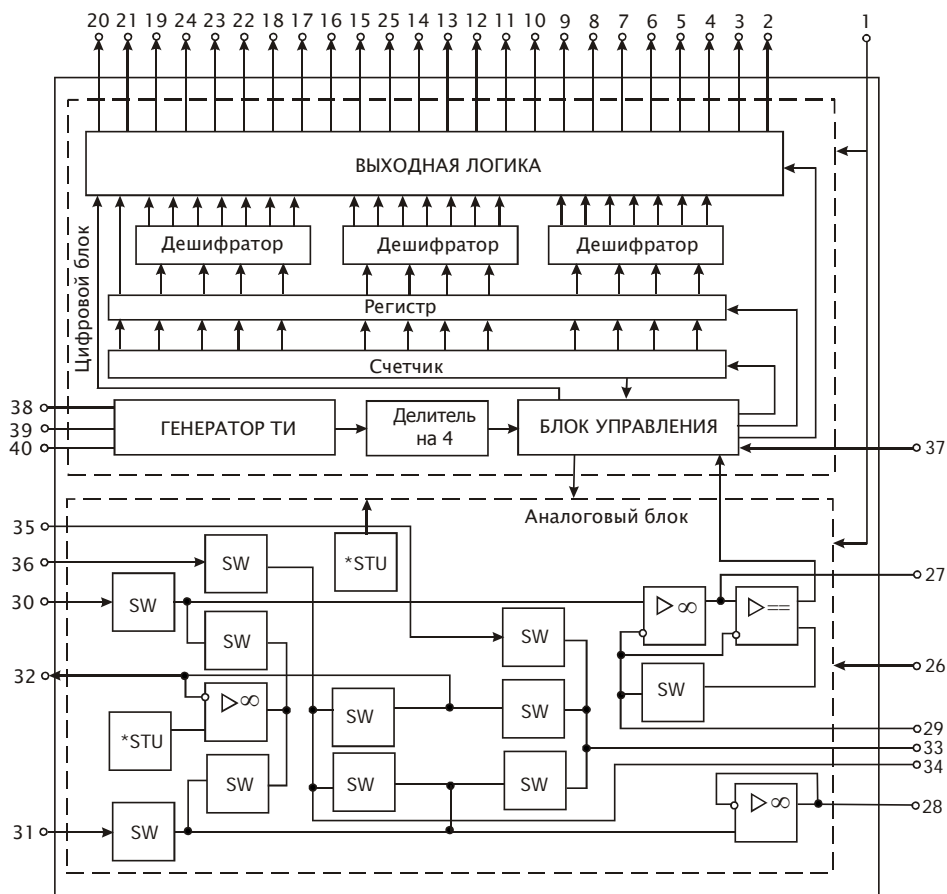 20 21 19 24 23 22 18 17 16 15 25 14 13 12 11 10 9 8 7 6 5 4 3 2 1
ВЫХОДНАЯ ЛОГИКА
Дешифратор Дешифратор Дешифратор
Цифровой блок
Регистр
Счетчик
38
39
40
ГЕНЕРАТОР ТИ
Делитель
на 4
БЛОК УПРАВЛЕНИЯ
37
Аналоговый блок
35
36
SW
*STU
30
SW
▷∞
▷==
27
SW
SW
32
▷∞
SW
SW
SW
26
*STU
29
33
SW
SW
SW
34
31
SW
▷∞
28